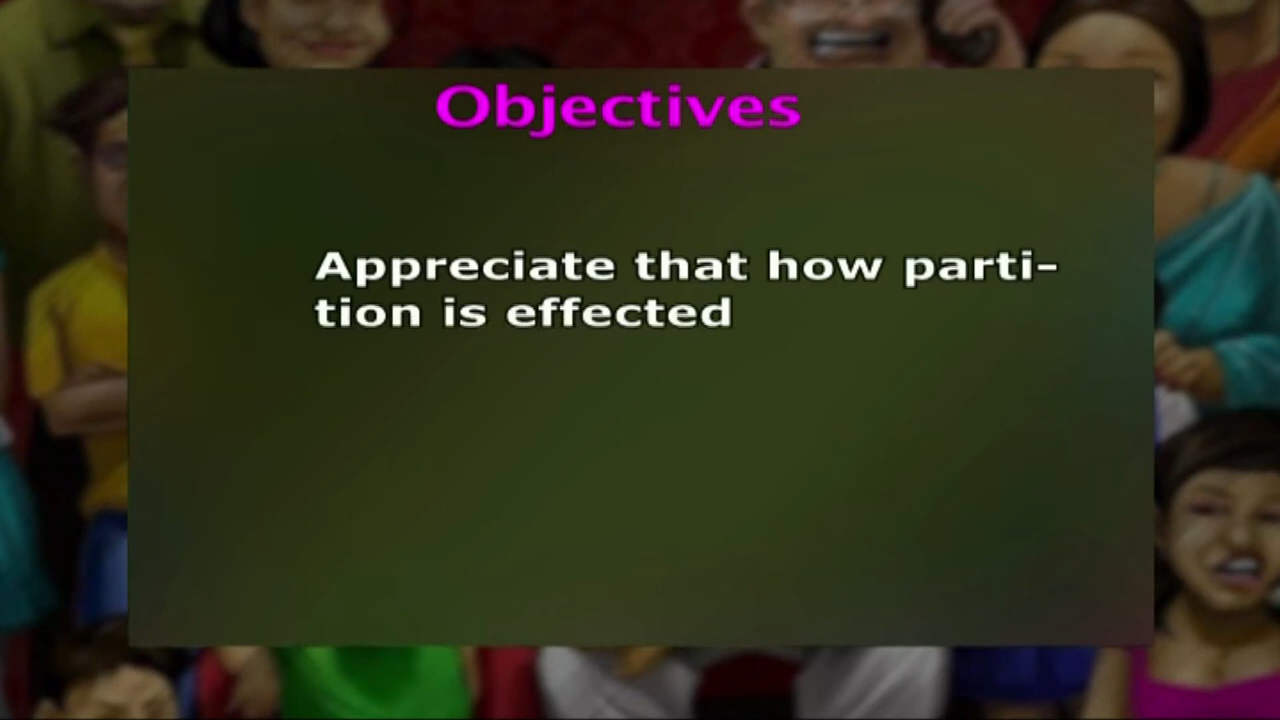 Objectives
Appreciate that how parti-
tion is effected